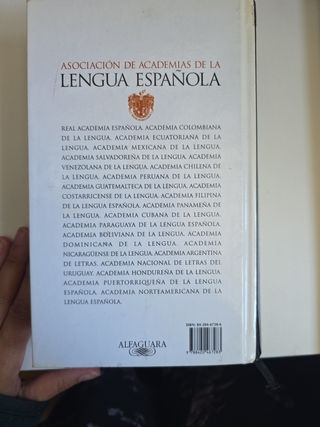 ASOCIACIÓN DE ACADEMIAS DE LA
LENGUA ESPAÑOLA
REAL ACADEMIA ESPAÑOLA. ACADEMIA COLOMBIANA
DE LA LENGUA. ACADEMIA ECUATORIANA DE LA
LENGUA. ACADEMIA MEXICANA DE LA LENGUA.
ACADEMIA SALVADOREÑA DE LA LENGUA. ACADEMIA
VENEZOLANA DE LA LENGUA. ACADEMIA CHILENA DE
LA LENGUA. ACADEMIA PERUANA DE LA LENGUA.
ACADEMIA GUATEMALTECA DE LA LENGUA. ACADEMIA
COSTARRICENSE DE LA LENGUA. ACADEMIA FILIPINA
DE LA LENGUA ESPAÑOLA. ACADEMIA PANAMEÑA DE
LA LENGUA. ACADEMIA CUBANA DE LA LENGUA.
ACADEMIA PARAGUAYA DE LA LENGUA ESPAÑOLA.
ACADEMIA BOLIVIANA DE LA LENGUA. ACADEMIA
DOMINICANA DE LA LENGUA. ACADEMIA
NICARAGÜENSE DE LA LENGUA. ACADEMIA ARGENTINA
DE LETRAS. ACADEMIA NACIONAL DE LETRAS DEL
URUGUAY. ACADEMIA HONDUREÑA DE LA LENGUA.
ACADEMIA PUERTORRIQUEÑA DE LA LENGUA
ESPAÑOLA. ACADEMIA NORTEAMERICANA DE LA
LENGUA ESPAÑOLA.
ALFAGUARA